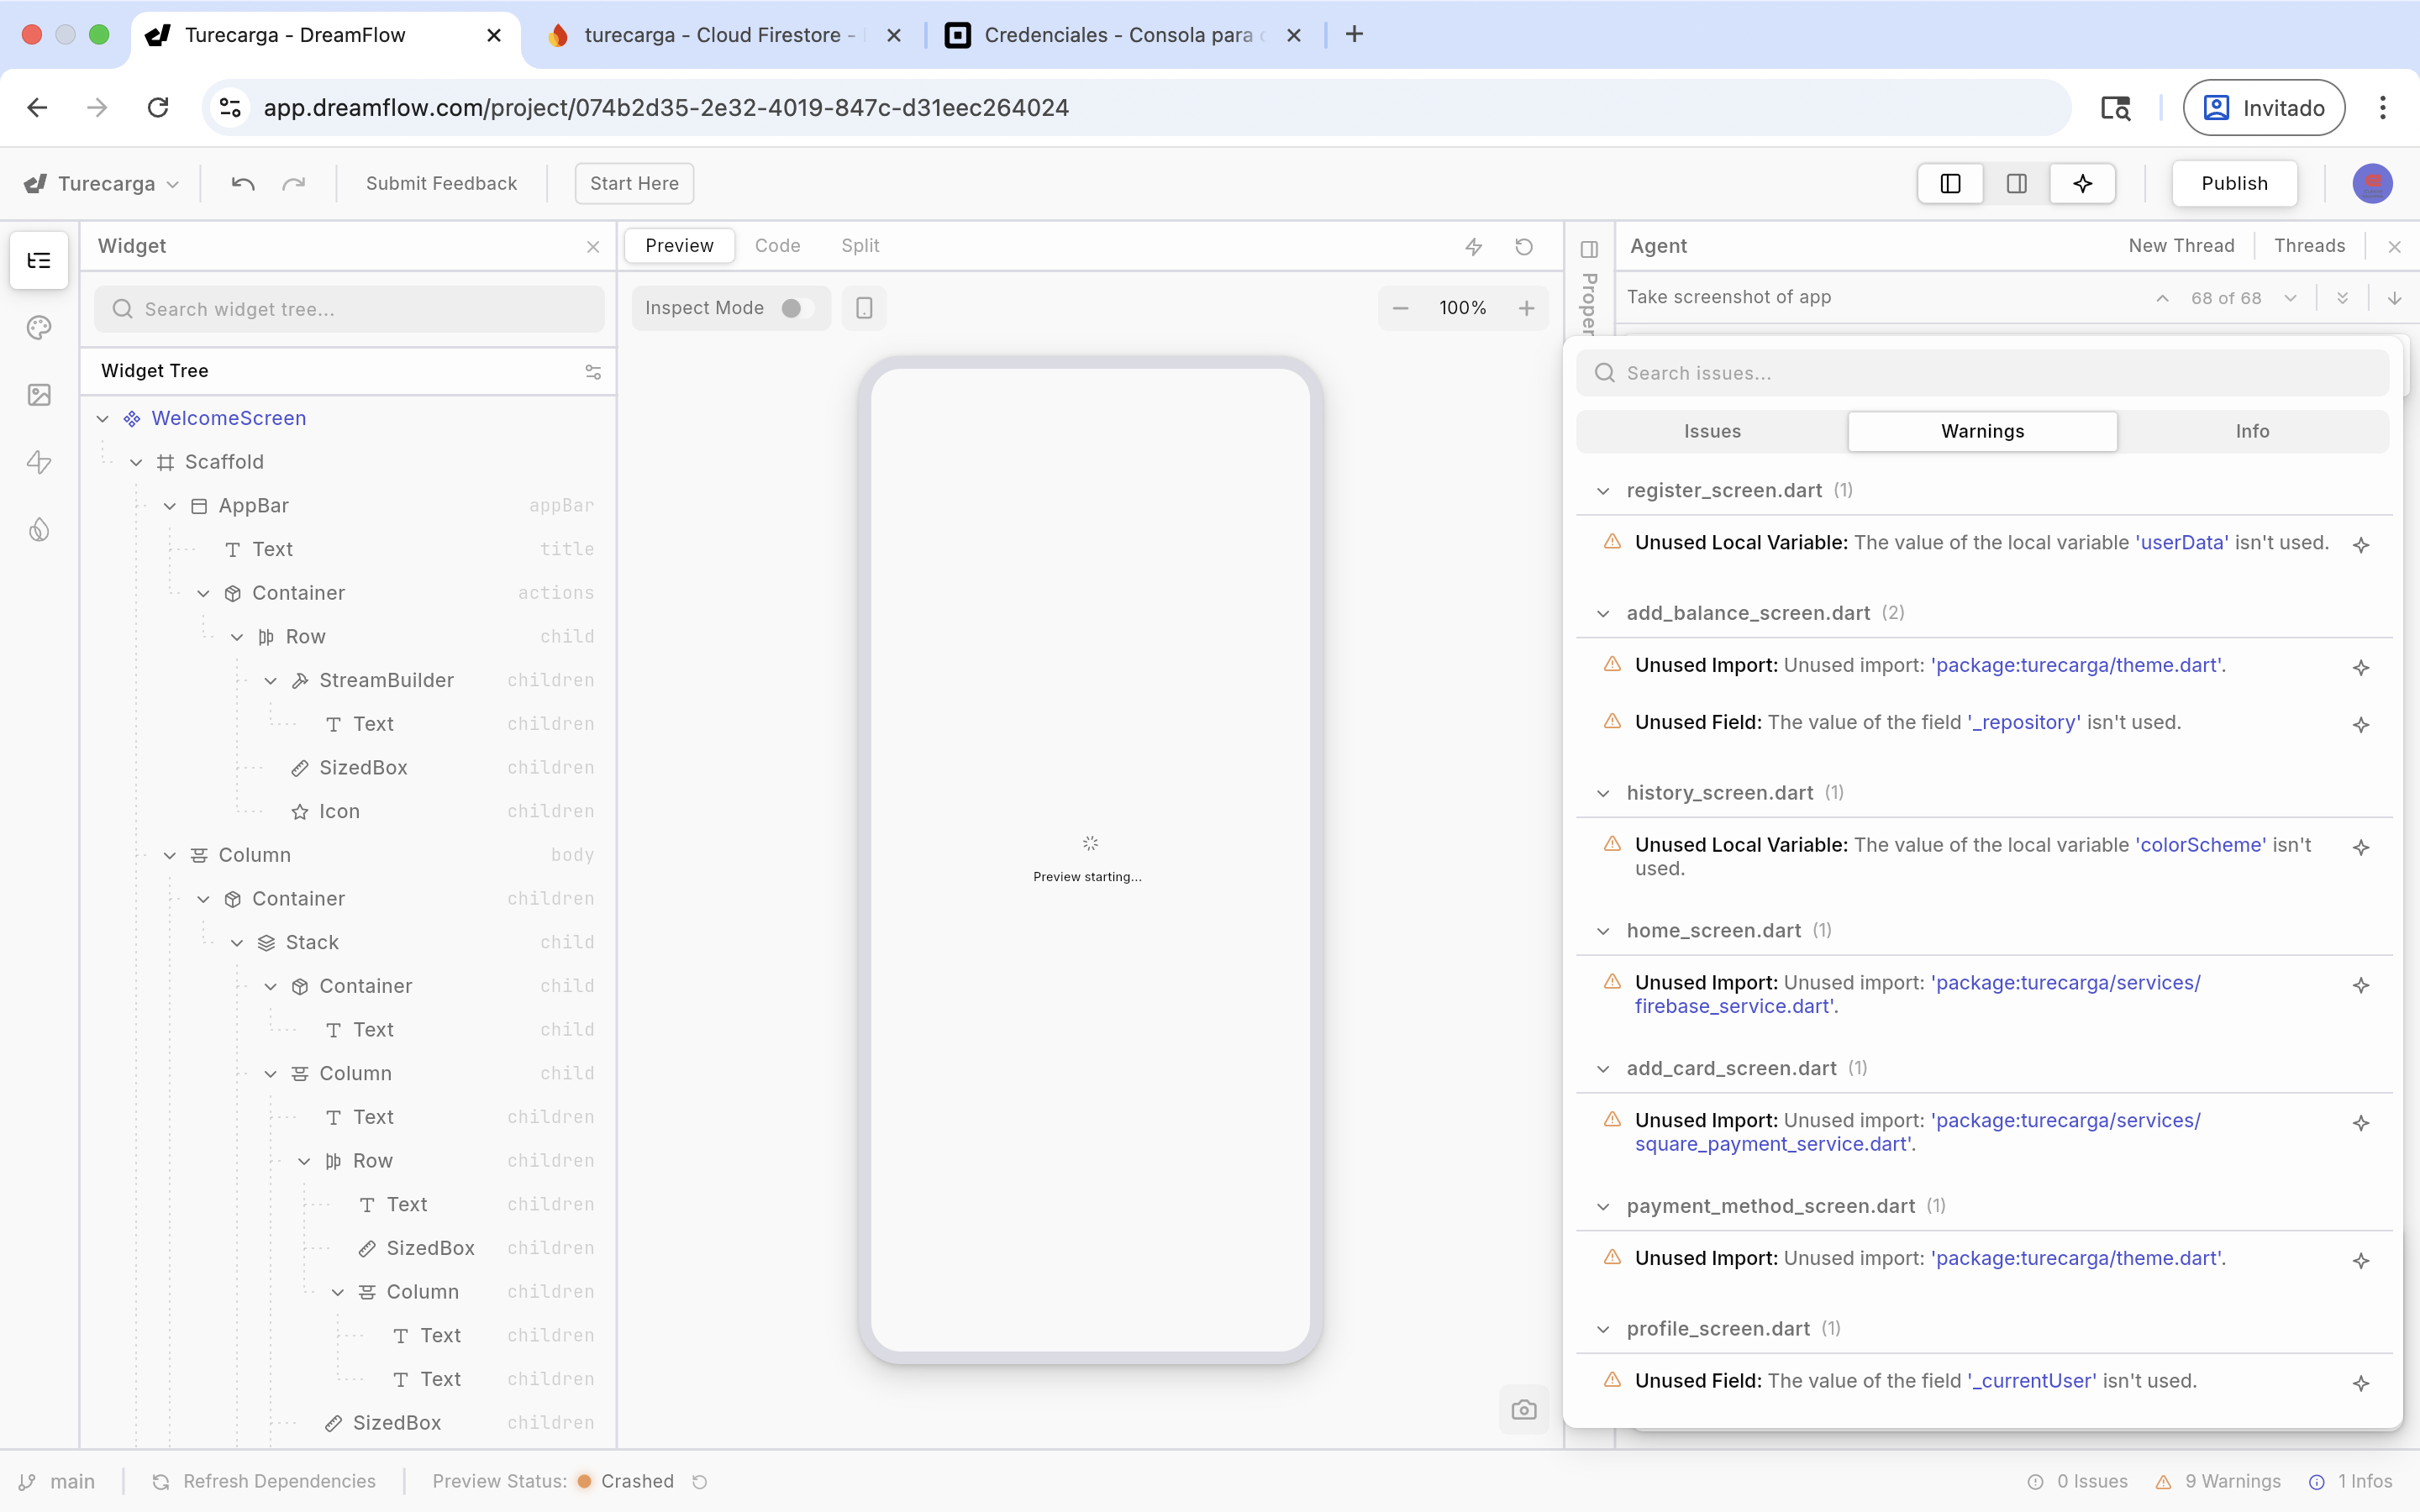 Turecarga - DreamFlow
turecarga - Cloud Firestore -
Credenciales - Consola para
app.dreamflow.com/project/074b2d35-2e32-4019-847c-d31eec264024
Invitado
Turecarga
Submit Feedback
Start Here
Publish
Widget
Search widget tree...
Widget Tree
WelcomeScreen
Scaffold
AppBar appBar
Text title
Container actions
Row child
StreamBuilder children
Text children
SizedBox children
Icon children
Column body
Container children
Stack child
Container child
Text child
Column child
Text children
Row children
Text children
SizedBox children
Column children
Text children
Text children
SizedBox children
Preview Code Split
Inspect Mode
100%
Preview starting...
Proper
Agent
New Thread
Threads
Take screenshot of app
68 of 68
Search issues...
Issues Warnings Info
register_screen.dart (1)
Unused Local Variable: The value of the local variable 'userData' isn't used.
add_balance_screen.dart (2)
Unused Import: Unused import: 'package:turecarga/theme.dart'.
Unused Field: The value of the field '_repository' isn't used.
history_screen.dart (1)
Unused Local Variable: The value of the local variable 'colorScheme' isn't
used.
home_screen.dart (1)
Unused Import: Unused import: 'package:turecarga/services/
firebase_service.dart'.
add_card_screen.dart (1)
Unused Import: Unused import: 'package:turecarga/services/
square_payment_service.dart'.
payment_method_screen.dart (1)
Unused Import: Unused import: 'package:turecarga/theme.dart'.
profile_screen.dart (1)
Unused Field: The value of the field '_currentUser' isn't used.
main
Refresh Dependencies
Preview Status: Crashed
0 Issues
9 Warnings
1 Infos